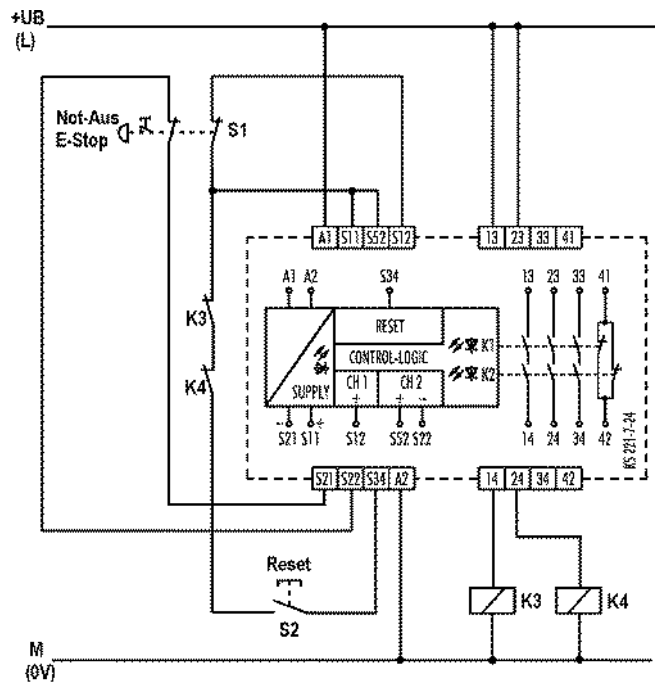 +UB
(L)
Not-Aus
E-Stop
S1
A1 S11 S52 S12
13 23 33 41
A1 A2 S34
13 23 33 41
K3
RESET
CONTROL-LOGIC
K1
K4
CH 1 CH 2
K2
SUPPLY
+ + -
- +
S21 S11 S12 S52 S22
14 24 34 42
KS 221-7-24
S21 S22 S34 A2
14 24 34 42
Reset
S2
K3
K4
M
(0V)